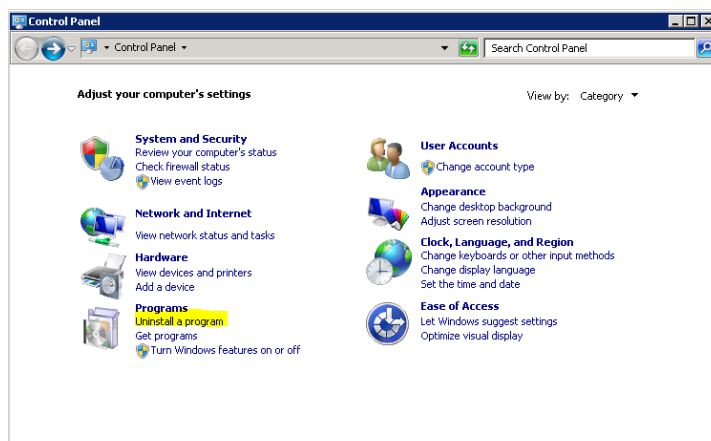 Control Panel
Control Panel
Search Control Panel
Adjust your computer's settings
View by: Category
System and Security
Review your computer's status
Check firewall status
View event logs
Network and Internet
View network status and tasks
Hardware
View devices and printers
Add a device
Programs
Uninstall a program
Get programs
Turn Windows features on or off
User Accounts
Change account type
Appearance
Change desktop background
Adjust screen resolution
Clock, Language, and Region
Change keyboards or other input methods
Change display language
Set the time and date
Ease of Access
Let Windows suggest settings
Optimize visual display